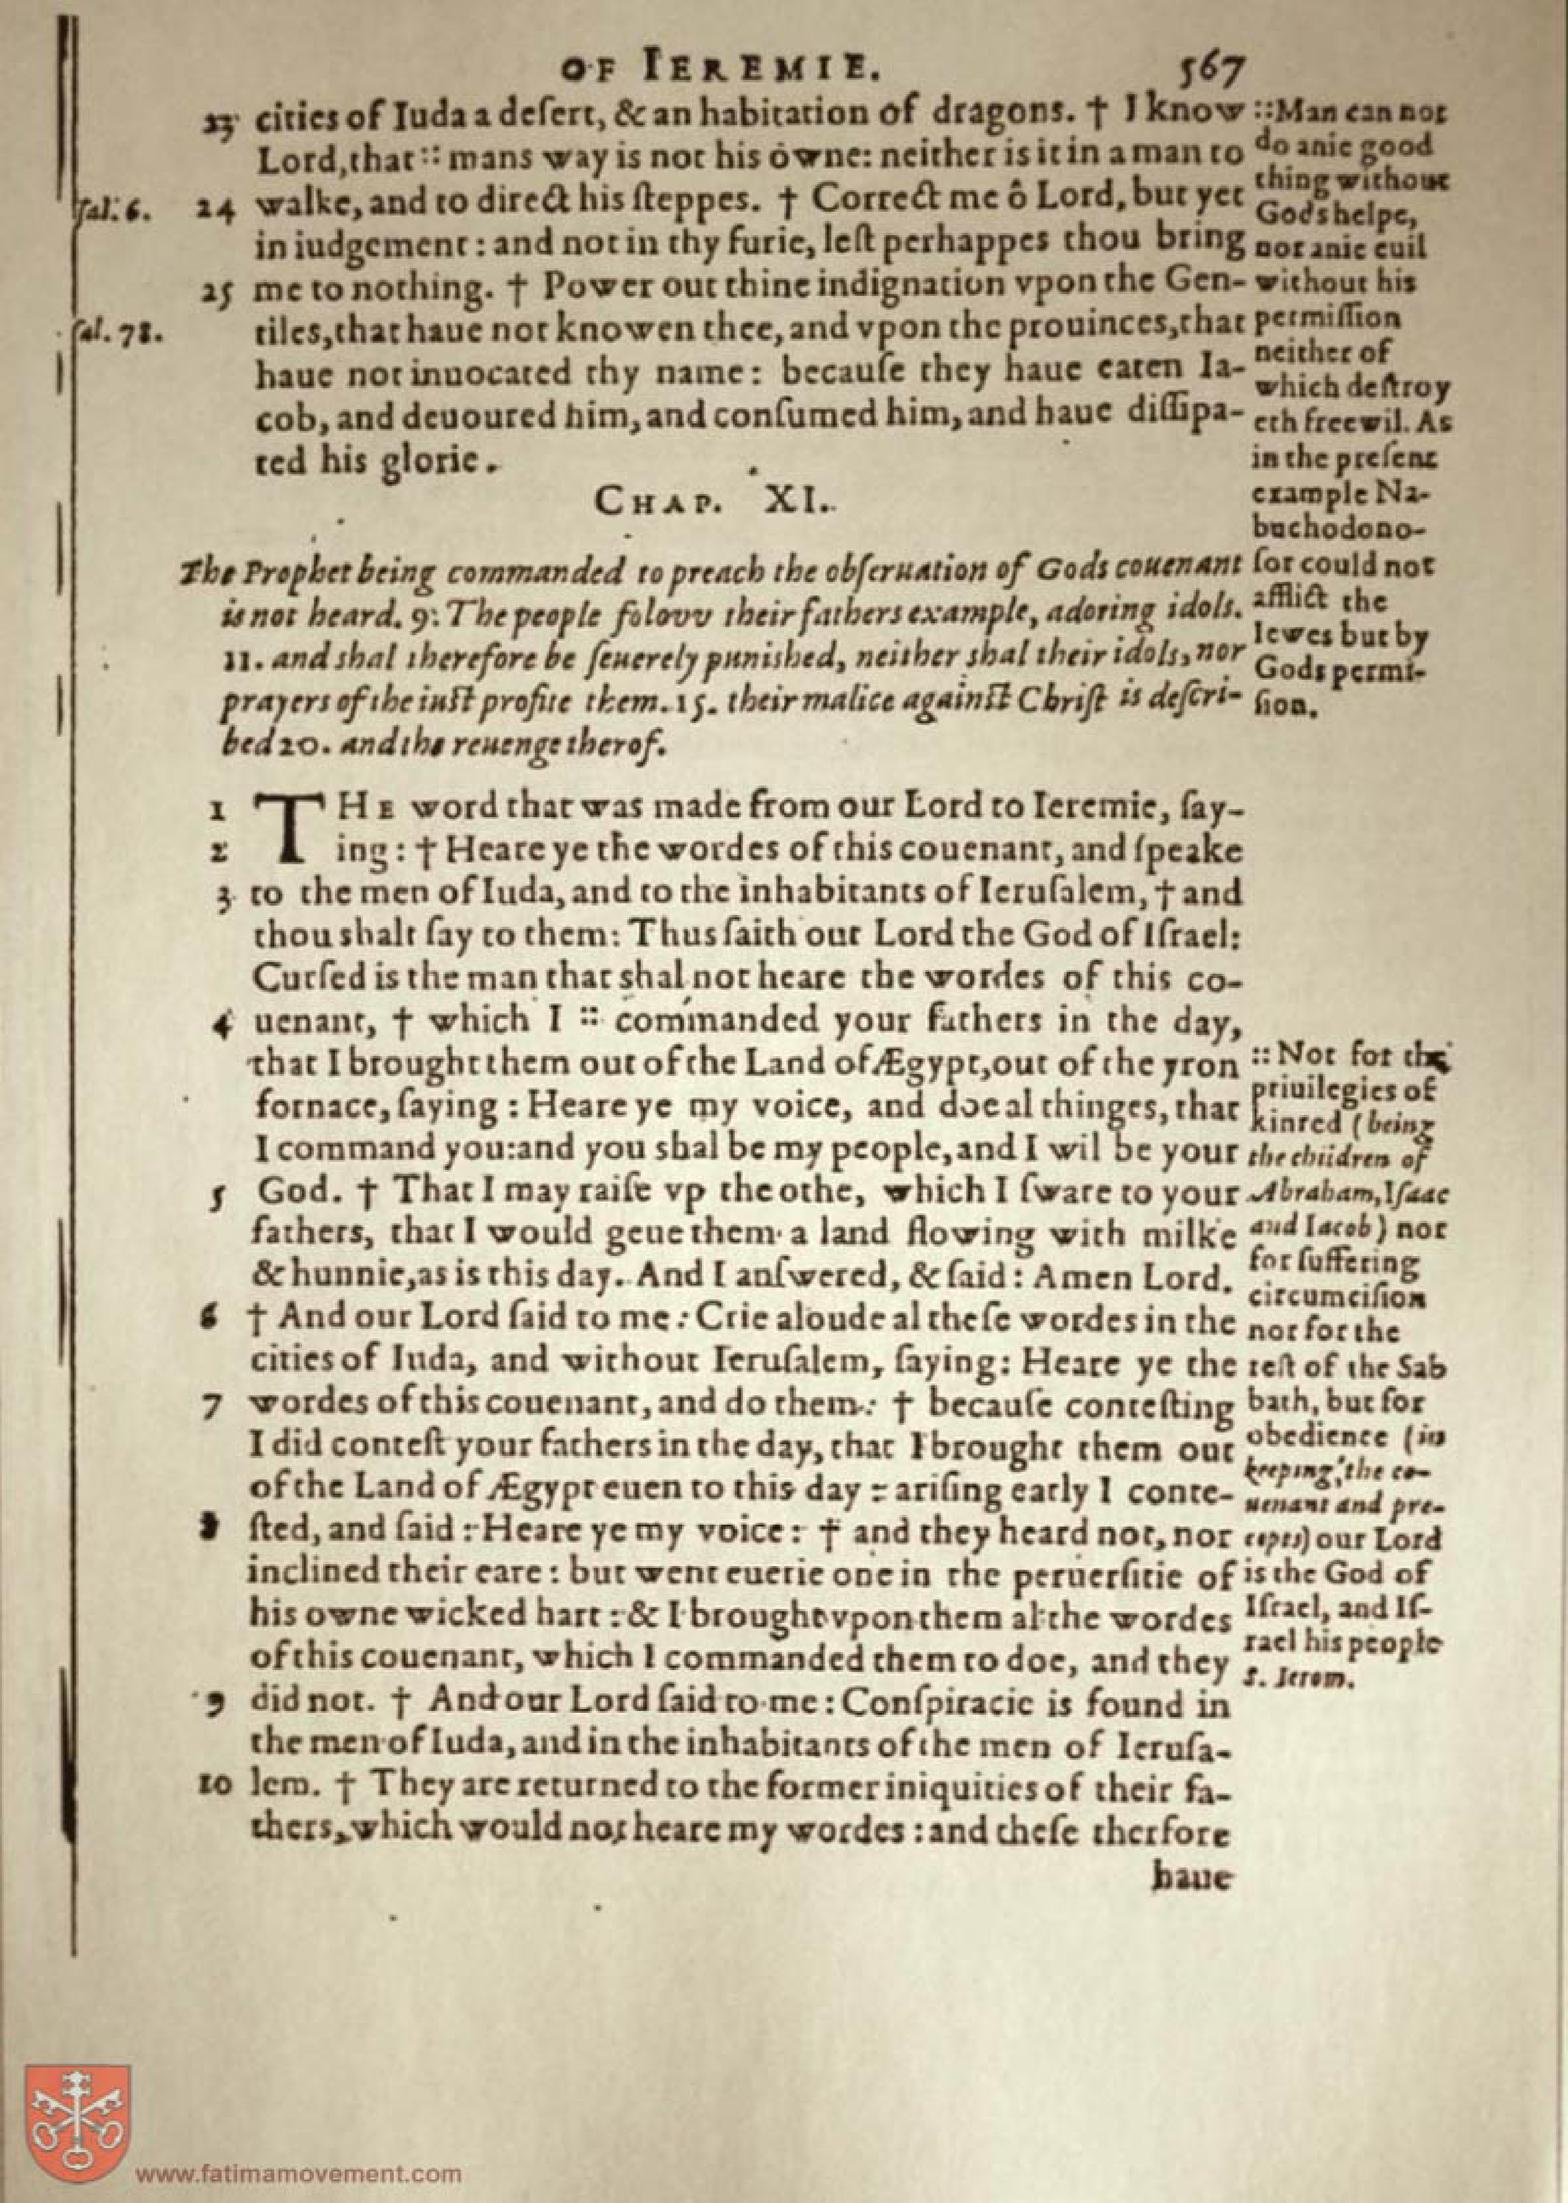 OF IEREMIE. 567
23 cities of Iuda a deſert, & an habitation of dragons. † I know
Lord, that :: mans way is not his owne: neither is it in a man to
24 walke, and to direct his ſteppes. † Correct me ô Lord, but yet
in iudgement: and not in thy furie, leſt perhappes thou bring
25 me to nothing. † Power out thine indignation vpon the Gen-
tiles, that haue not knowen thee, and vpon the prouinces, that
haue not inuocated thy name: becauſe they haue eaten Ia-
cob, and deuoured him, and conſumed him, and haue diſſipa-
ted his glorie.
ſal. 6.
ſal. 78.
:: Man can not
do anie good
thing without
Gods helpe,
nor anie euil
without his
permiſſion
neither of
which deſtroy
eth freewil. As
in the preſent
example Na-
buchodono-
ſor could not
afflict the
Iewes but by
Gods permi-
ſion.
CHAP. XI.
The Prophet being commanded to preach the obſeruation of Gods couenant
is not heard. 9. The people folovv their fathers example, adoring idols.
11. and shal therefore be ſeuerely punished, neither shal their idols, nor
prayers of the iuſt profite them. 15. their malice againſt Chriſt is deſcri-
bed 20. and the reuenge therof.
1 THE word that was made from our Lord to Ieremie, ſay-
2 ing: † Heare ye the wordes of this couenant, and ſpeake
3 to the men of Iuda, and to the inhabitants of Ieruſalem, † and
thou shalt ſay to them: Thus ſaith our Lord the God of Iſrael:
Curſed is the man that shal not heare the wordes of this co-
4 uenant, † which I :: commanded your fathers in the day,
that I brought them out of the Land of Ægypt, out of the yron
fornace, ſaying: Heare ye my voice, and doe al thinges, that
I command you: and you shal be my people, and I wil be your
5 God. † That I may raiſe vp the othe, which I ſware to your
fathers, that I would geue them a land flowing with milke
& hunnie, as is this day. And I anſwered, & ſaid: Amen Lord.
6 † And our Lord ſaid to me: Crie aloude al theſe wordes in the
cities of Iuda, and without Ieruſalem, ſaying: Heare ye the
7 wordes of this couenant, and do them: † becauſe conteſting
I did conteſt your fathers in the day, that I brought them out
of the Land of Ægypt euen to this day: ariſing early I conte-
8 ſted, and ſaid: Heare ye my voice: † and they heard not, nor
inclined their eare: but went euerie one in the peruerſitie of
his owne wicked hart: & I brought vpon them al the wordes
of this couenant, which I commanded them to doe, and they
9 did not. † And our Lord ſaid to me: Conſpiracie is found in
the men of Iuda, and in the inhabitants of the men of Ieruſa-
10 lem. † They are returned to the former iniquities of their fa-
thers, which would not heare my wordes: and theſe therfore
haue
:: Not for the
priuilegies of
kinred (being
the children of
Abraham, Iſaac
and Iacob) nor
for ſuffering
circumciſion
nor for the
reſt of the Sab
bath, but for
obedience (in
keeping the co-
uenant and pre-
cepts) our Lord
is the God of
Iſrael, and Iſ-
rael his people
S. Ierom.
www.fatimamovement.com